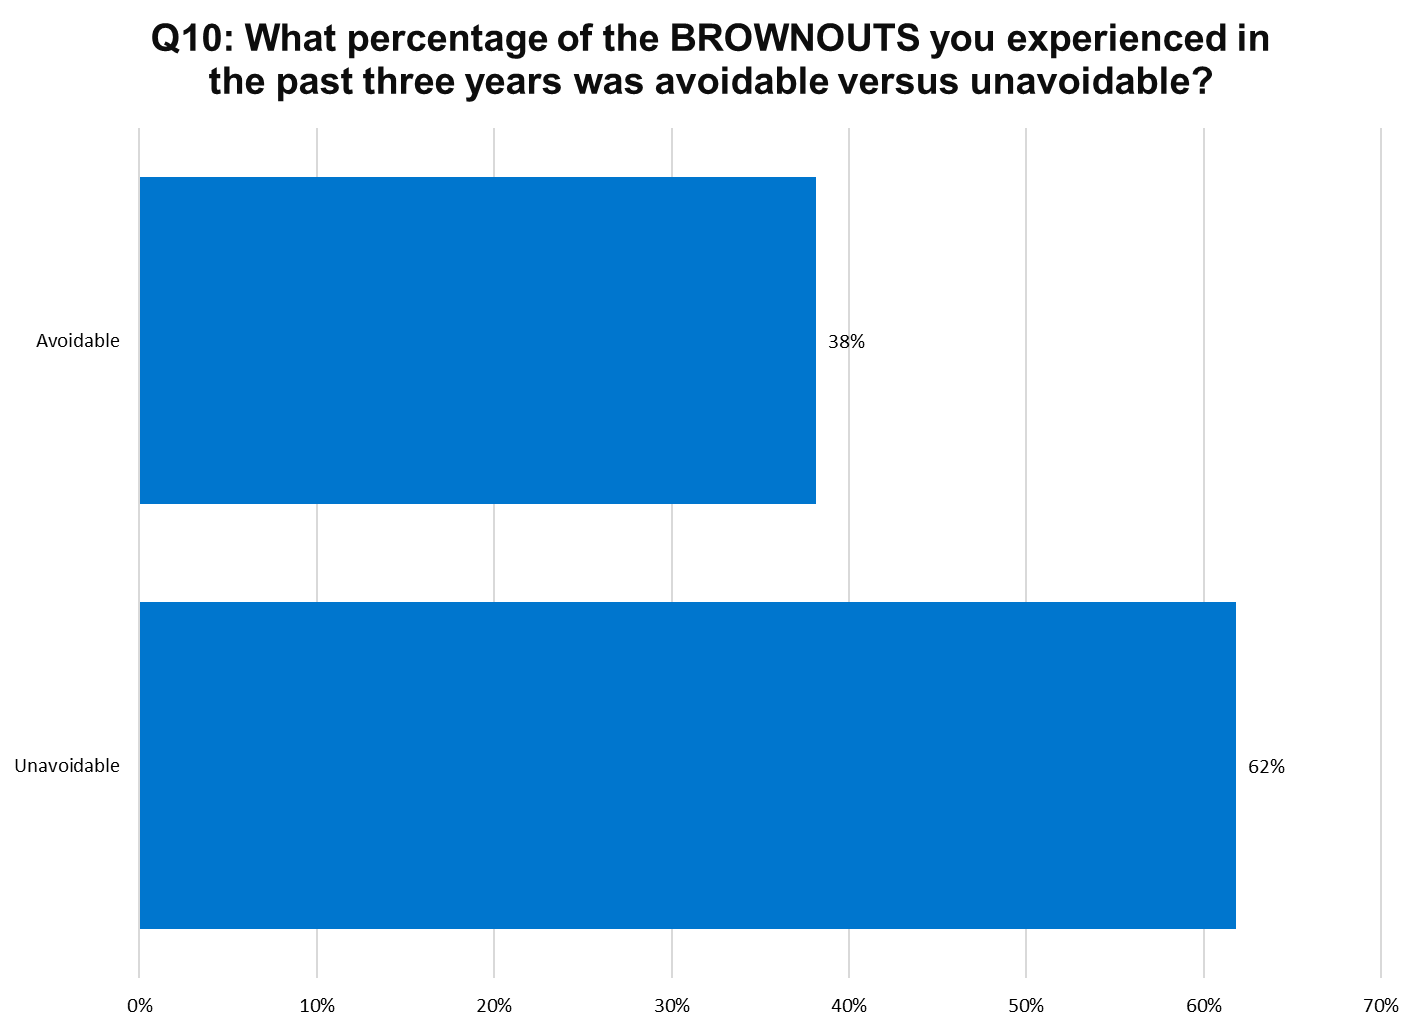 Q10: What percentage of the BROWNOUTS you experienced in
the past three years was avoidable versus unavoidable?
Avoidable
38%
Unavoidable
62%
0%
10%
20%
30%
40%
50%
60%
70%